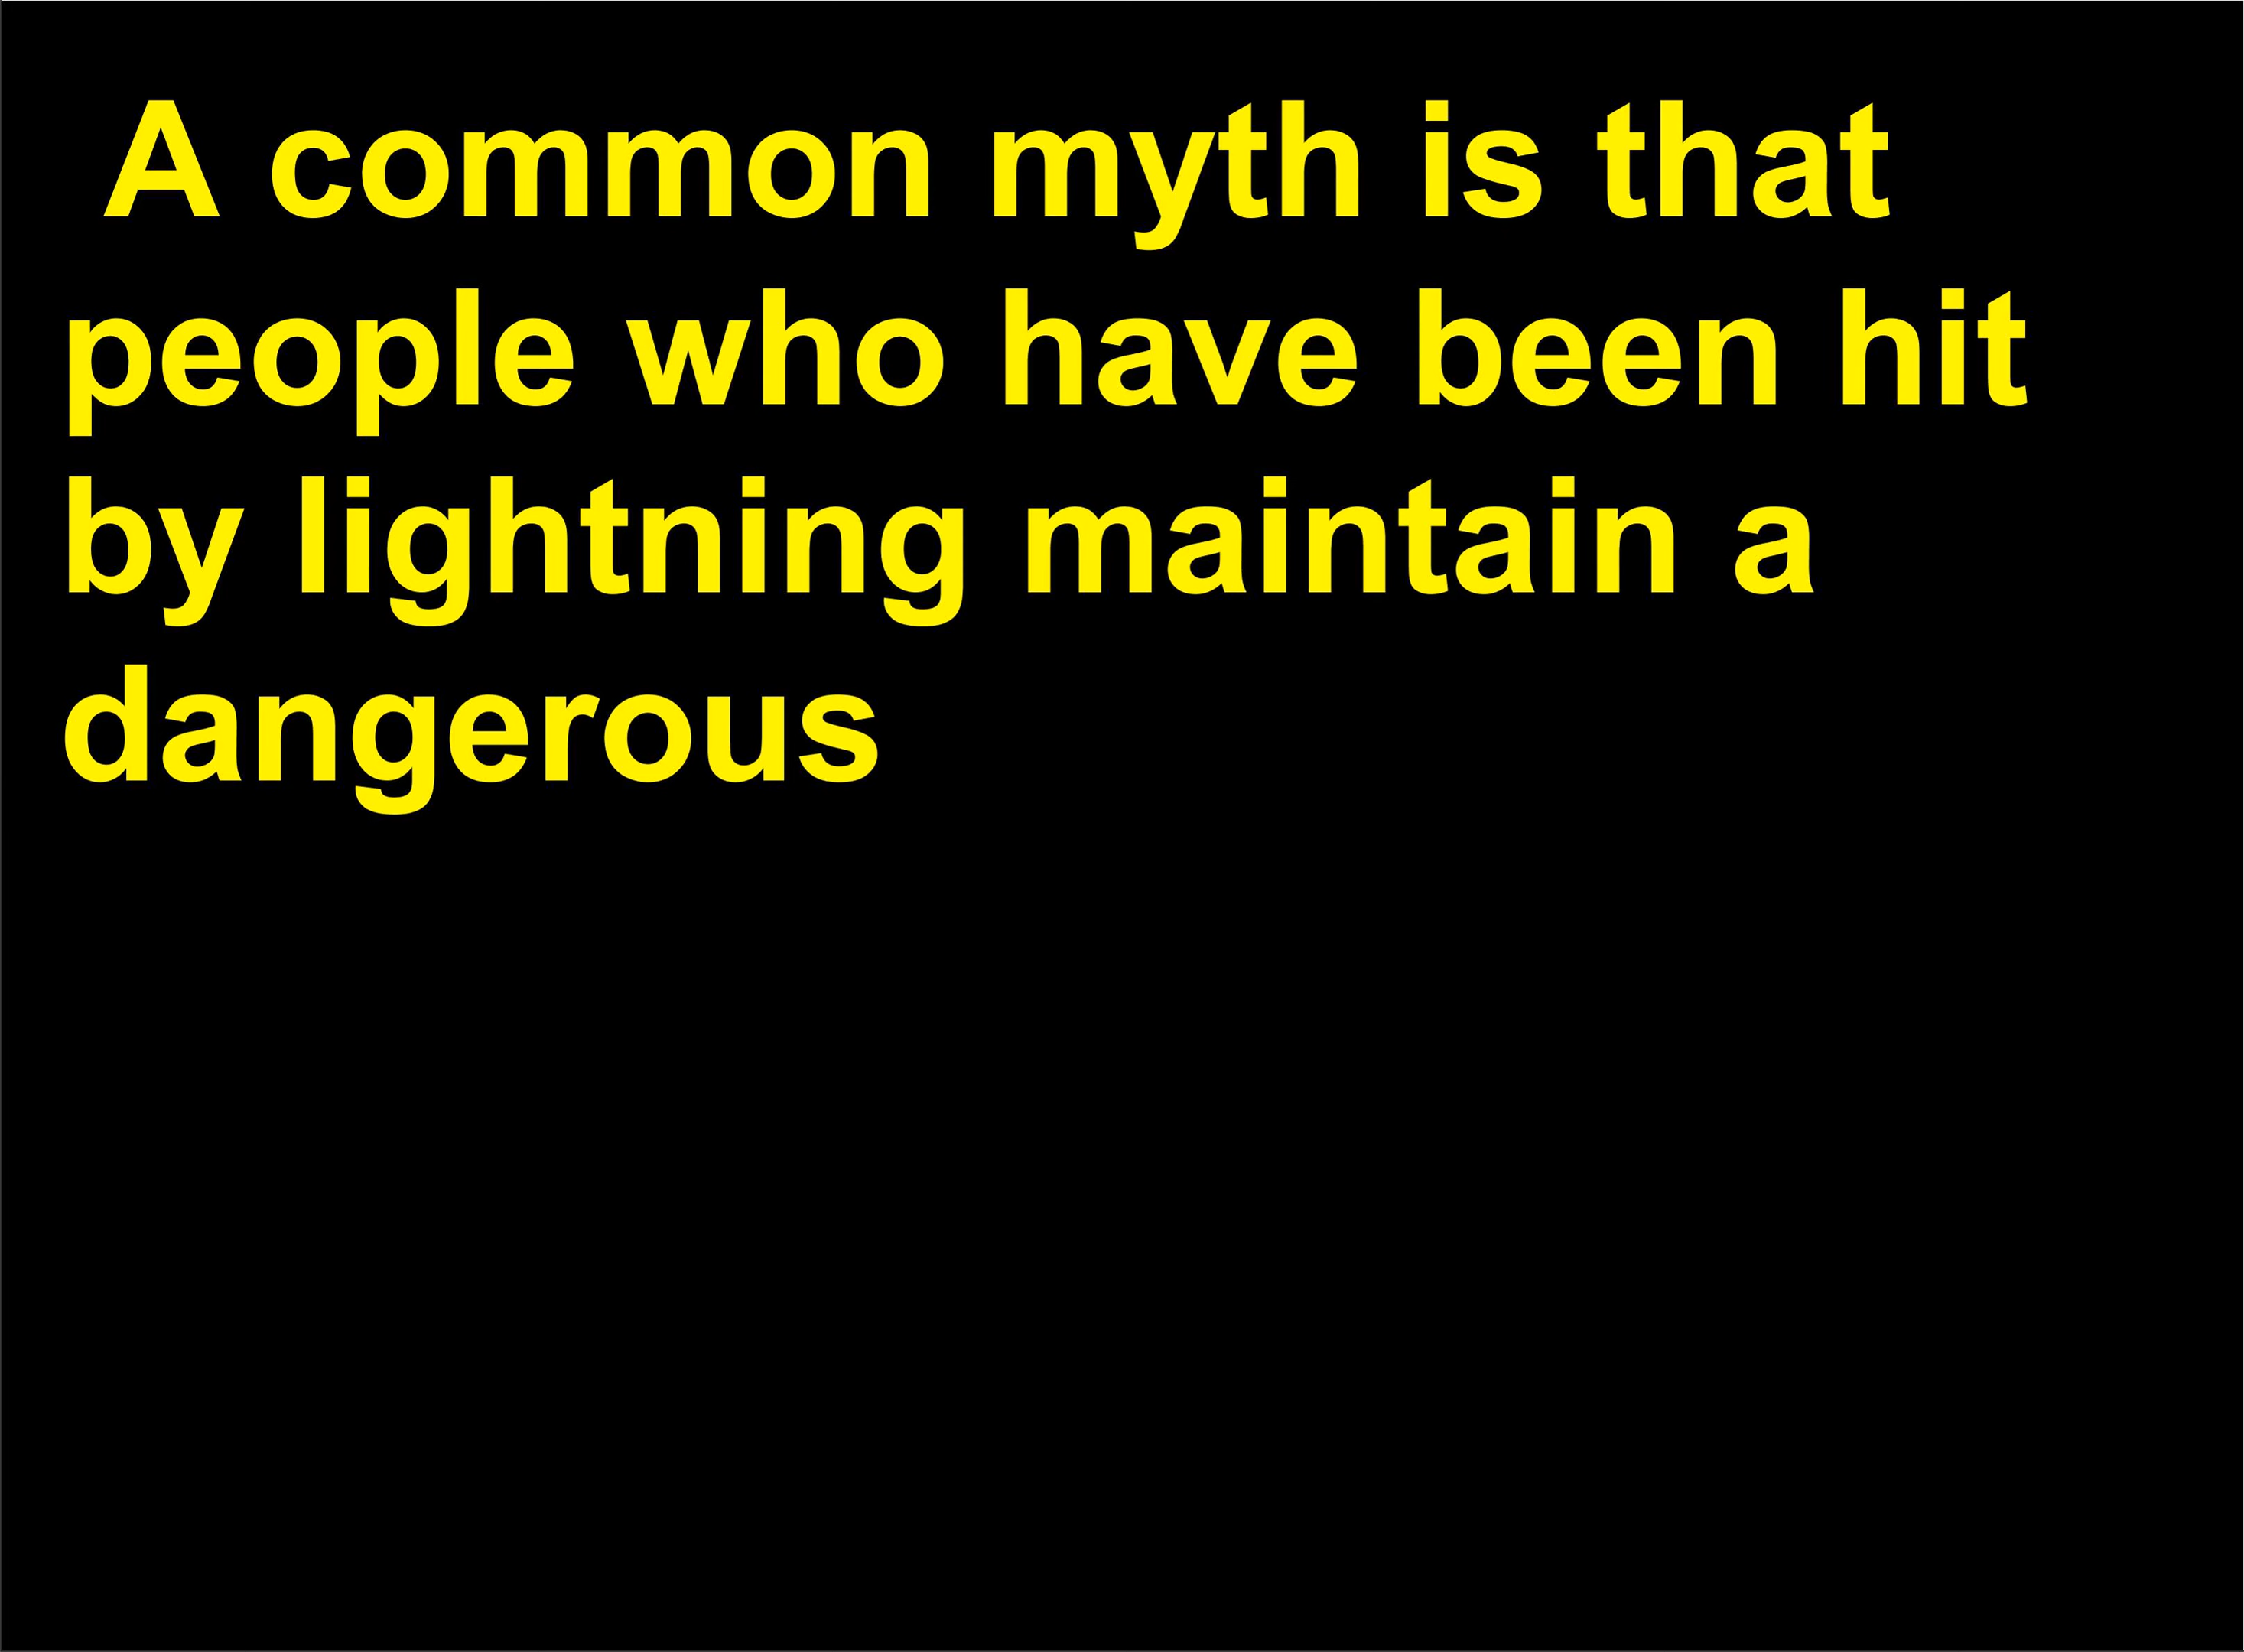 A common myth is that
people who have been hit
by lightning maintain a
dangerous